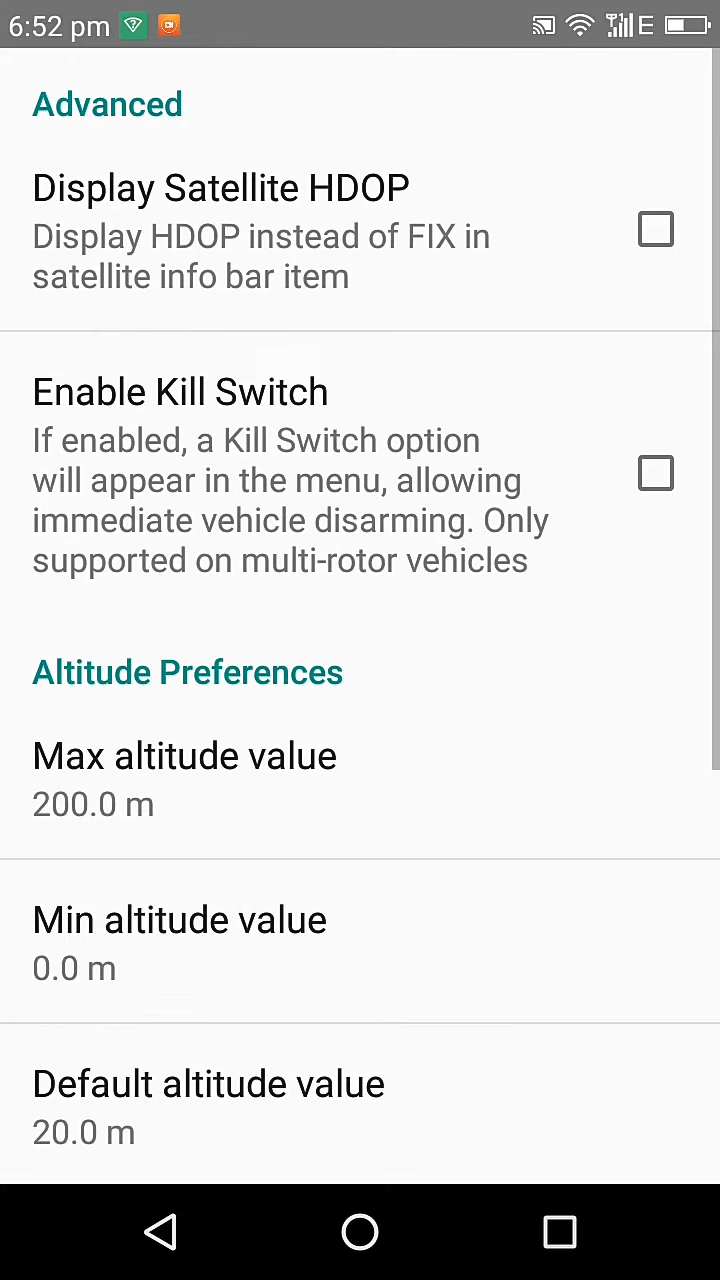 6:52 pm
E
Advanced
Display Satellite HDOP
Display HDOP instead of FIX in
satellite info bar item
Enable Kill Switch
If enabled, a Kill Switch option
will appear in the menu, allowing
immediate vehicle disarming. Only
supported on multi-rotor vehicles
Altitude Preferences
Max altitude value
200.0 m
Min altitude value
0.0 m
Default altitude value
20.0 m